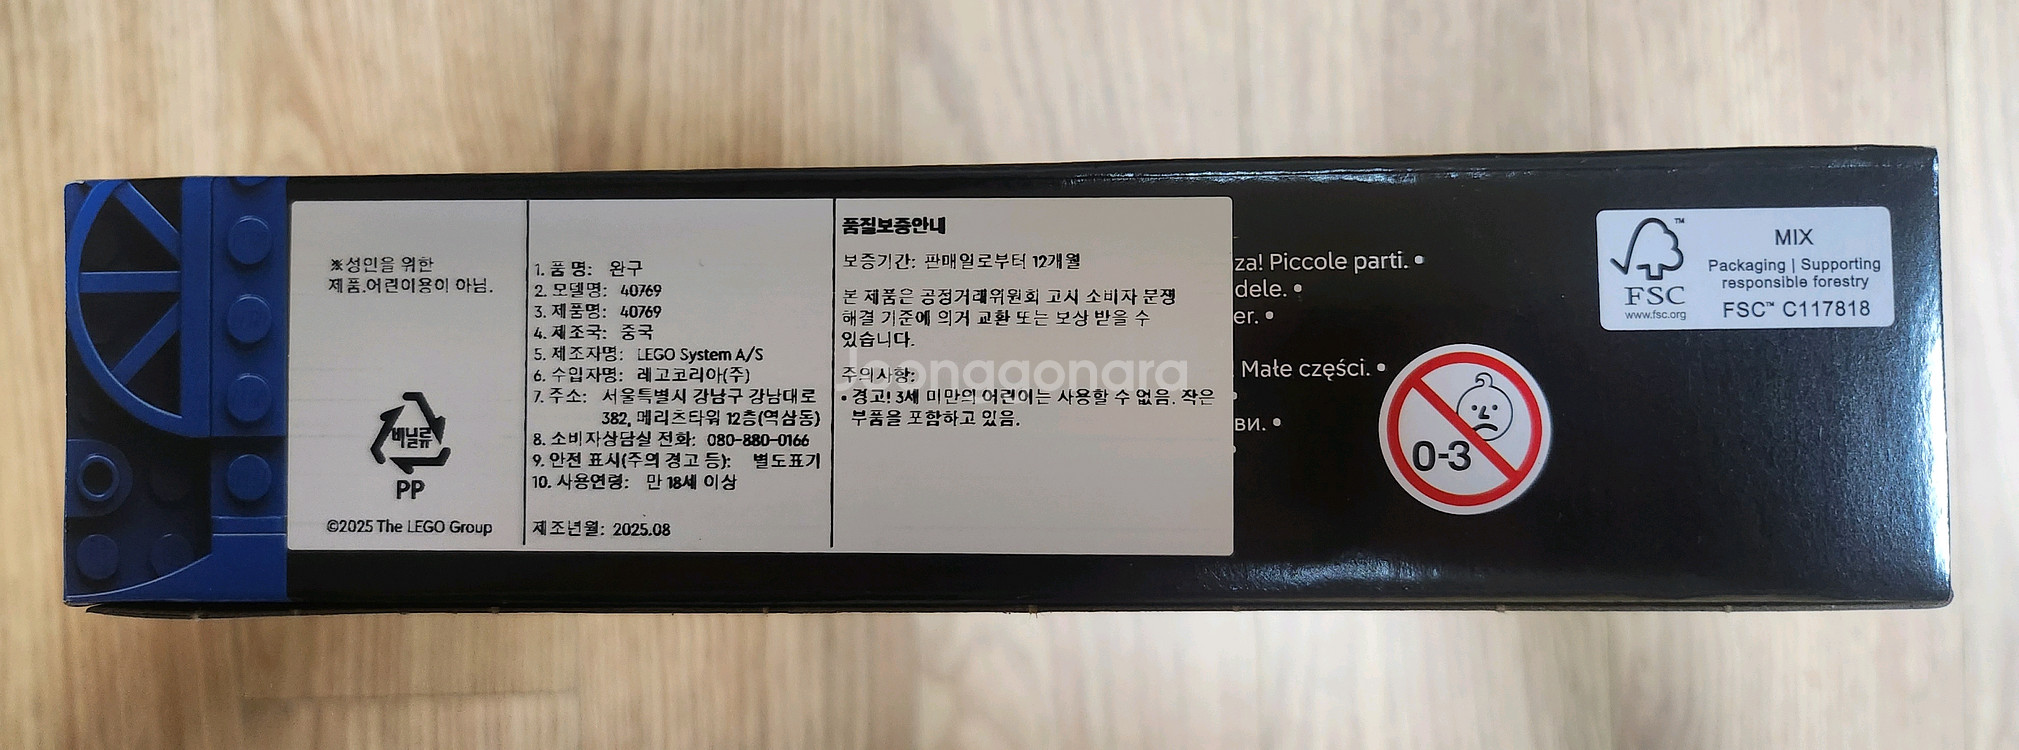 ※성인을 위한
제품.어린이용이 아님.
비닐류
PP
©2025 The LEGO Group
1. 품 명: 완구
2. 모델명: 40769
3. 제품명: 40769
4. 제조국: 중국
5. 제조자명: LEGO System A/S
6. 수입자명: 레고코리아(주)
7. 주소: 서울특별시 강남구 강남대로
382, 메리츠타워 12층(역삼동)
8. 소비자상담실 전화: 080-880-0166
9. 안전 표시(주의 경고 등): 별도표기
10. 사용연령: 만 18세 이상
제조년월: 2025.08
품질보증안내
보증기간: 판매일로부터 12개월
본 제품은 공정거래위원회 고시 소비자 분쟁
해결 기준에 의거 교환 또는 보상 받을 수
있습니다.
주의사항:
• 경고! 3세 미만의 어린이는 사용할 수 없음. 작은
부품을 포함하고 있음.
Joongonara
za! Piccole parti. •
dele. •
er. •
Małe części. •
ви. •
0-3
FSC
www.fsc.org
MIX
Packaging | Supporting
responsible forestry
FSC™ C117818